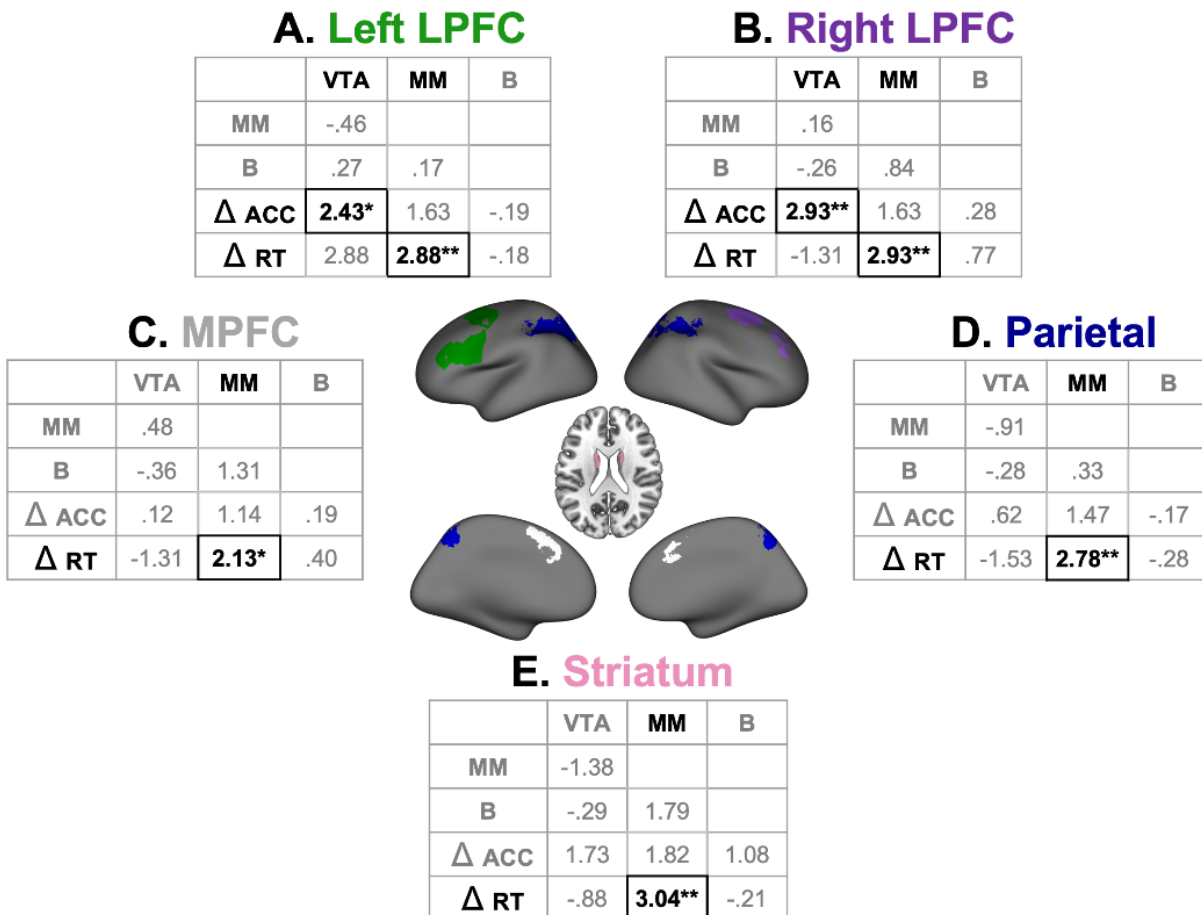 A. Left LPFC
VTA MM B
MM -.46
B .27 .17
Δ ACC 2.43* 1.63 -.19
Δ RT 2.88 2.88** -.18
B. Right LPFC
VTA MM B
MM .16
B -.26 .84
Δ ACC 2.93** 1.63 .28
Δ RT -1.31 2.93** .77
C. MPFC
VTA MM B
MM .48
B -.36 1.31
Δ ACC .12 1.14 .19
Δ RT -1.31 2.13* .40
D. Parietal
VTA MM B
MM -.91
B -.28 .33
Δ ACC .62 1.47 -.17
Δ RT -1.53 2.78** -.28
E. Striatum
VTA MM B
MM -1.38
B -.29 1.79
Δ ACC 1.73 1.82 1.08
Δ RT -.88 3.04** -.21